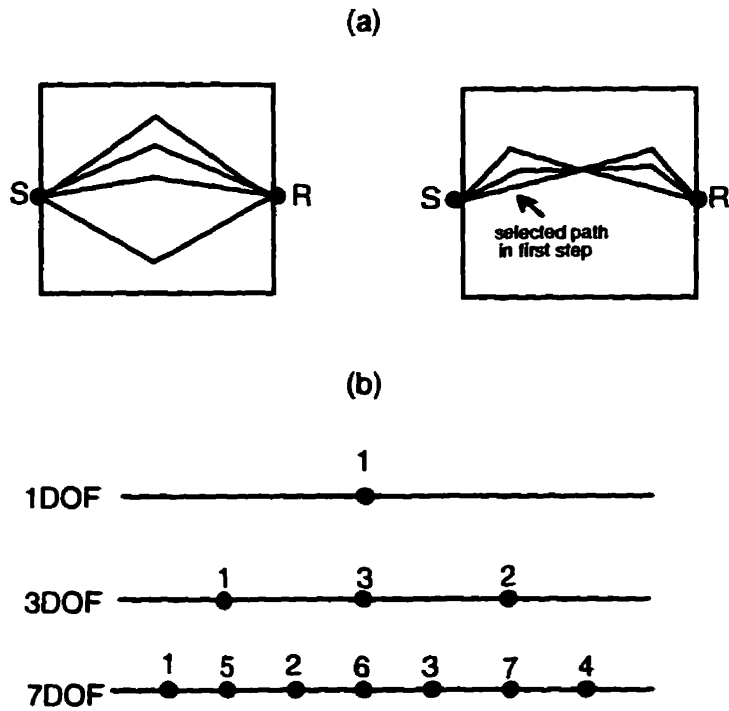 (a)
S R
S R
selected path
in first step
(b)
1
1DOF
1 3 2
3DOF
1 5 2 6 3 7 4
7DOF